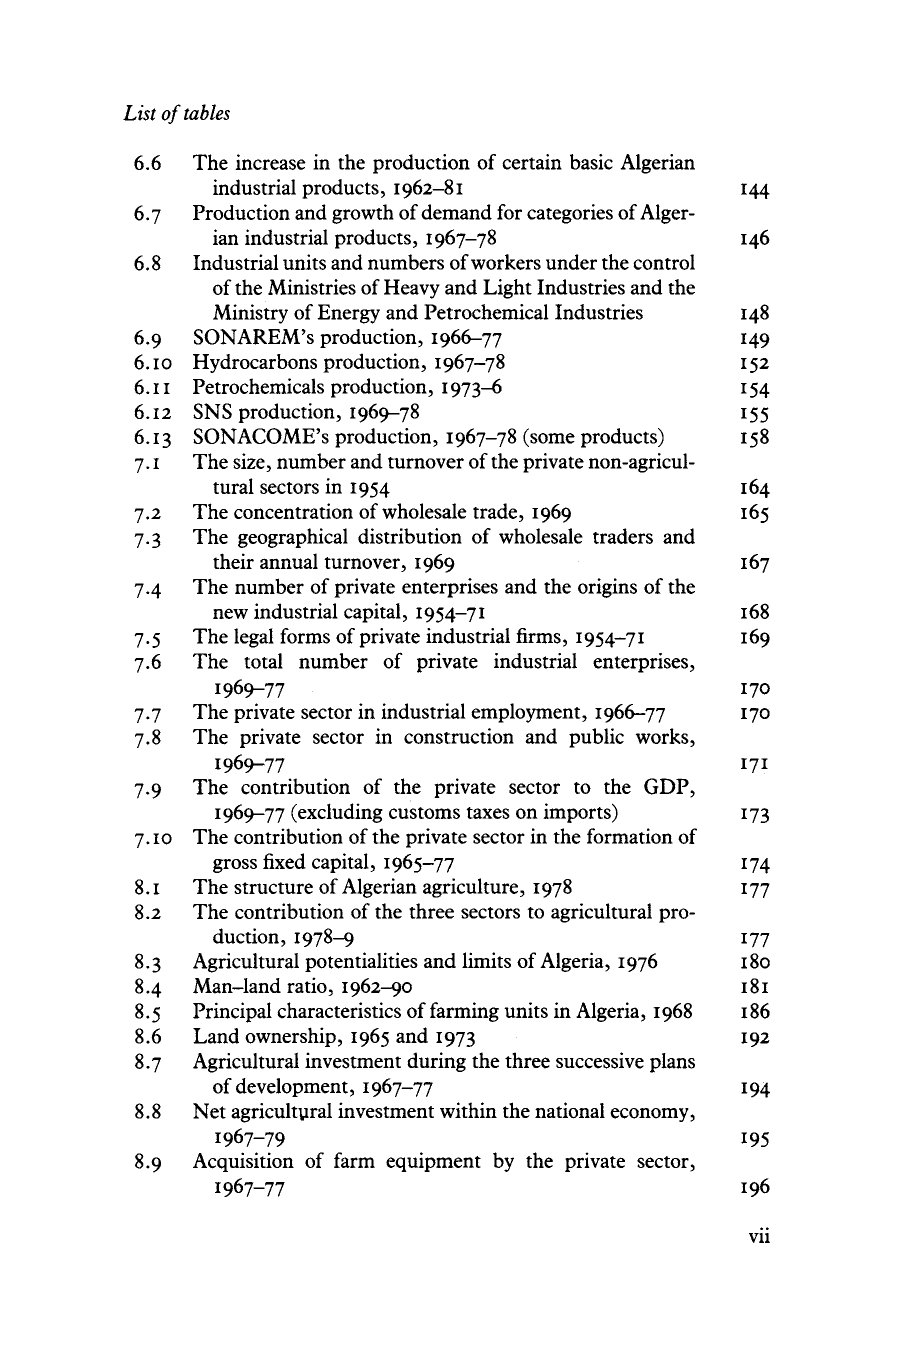 List of tables
6.6 The increase in the production of certain basic Algerian
industrial products, 1962–81 144
6.7 Production and growth of demand for categories of Alger-
ian industrial products, 1967–78 146
6.8 Industrial units and numbers of workers under the control
of the Ministries of Heavy and Light Industries and the
Ministry of Energy and Petrochemical Industries 148
6.9 SONAREM's production, 1966–77 149
6.10 Hydrocarbons production, 1967–78 152
6.11 Petrochemicals production, 1973–6 154
6.12 SNS production, 1969–78 155
6.13 SONACOME's production, 1967–78 (some products) 158
7.1 The size, number and turnover of the private non-agricul-
tural sectors in 1954 164
7.2 The concentration of wholesale trade, 1969 165
7.3 The geographical distribution of wholesale traders and
their annual turnover, 1969 167
7.4 The number of private enterprises and the origins of the
new industrial capital, 1954–71 168
7.5 The legal forms of private industrial firms, 1954–71 169
7.6 The total number of private industrial enterprises,
1969–77 170
7.7 The private sector in industrial employment, 1966–77 170
7.8 The private sector in construction and public works,
1969–77 171
7.9 The contribution of the private sector to the GDP,
1969–77 (excluding customs taxes on imports) 173
7.10 The contribution of the private sector in the formation of
gross fixed capital, 1965–77 174
8.1 The structure of Algerian agriculture, 1978 177
8.2 The contribution of the three sectors to agricultural pro-
duction, 1978–9 177
8.3 Agricultural potentialities and limits of Algeria, 1976 180
8.4 Man–land ratio, 1962–90 181
8.5 Principal characteristics of farming units in Algeria, 1968 186
8.6 Land ownership, 1965 and 1973 192
8.7 Agricultural investment during the three successive plans
of development, 1967–77 194
8.8 Net agricultural investment within the national economy,
1967–79 195
8.9 Acquisition of farm equipment by the private sector,
1967–77 196
vii